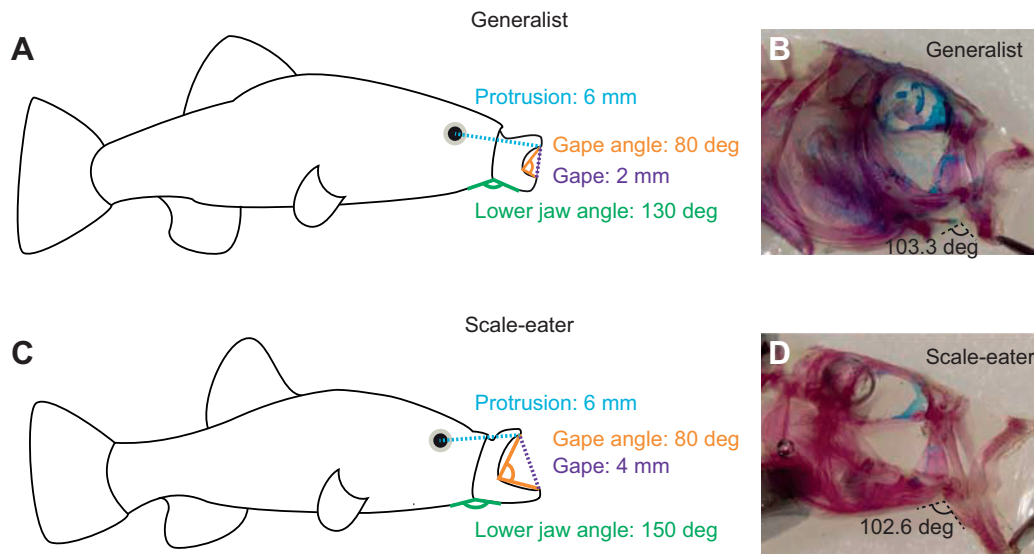 Generalist
A
Protrusion: 6 mm
Gape angle: 80 deg
Gape: 2 mm
Lower jaw angle: 130 deg
B
Generalist
103.3 deg
Scale-eater
C
Protrusion: 6 mm
Gape angle: 80 deg
Gape: 4 mm
Lower jaw angle: 150 deg
D
Scale-eater
102.6 deg